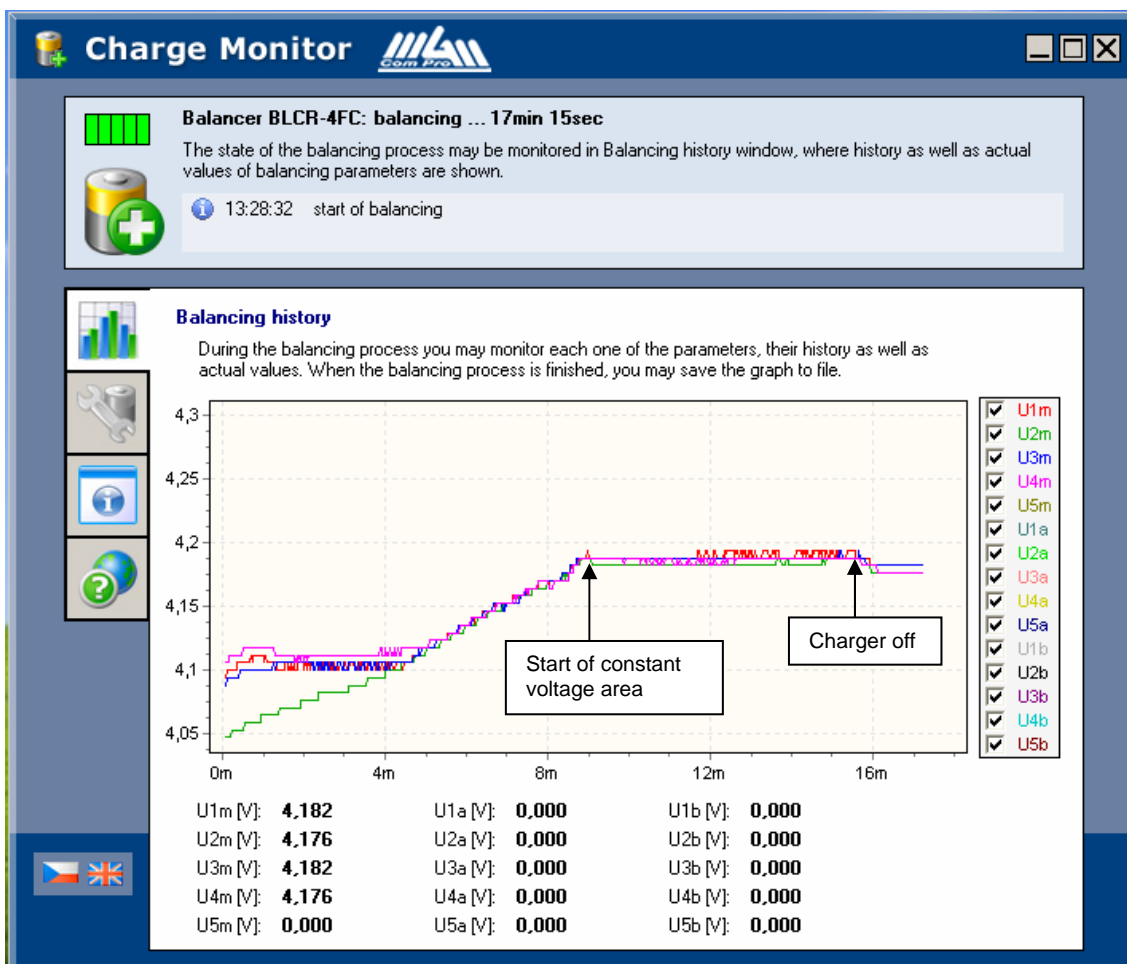 Charge Monitor
MGM
Com Pro
Balancer BLCR-4FC: balancing ... 17min 15sec
The state of the balancing process may be monitored in Balancing history window, where history as well as actual
values of balancing parameters are shown.
13:28:32 start of balancing
Balancing history
During the balancing process you may monitor each one of the parameters, their history as well as
actual values. When the balancing process is finished, you may save the graph to file.
4,3
4,25
4,2
4,15
4,1
4,05
0m 4m 8m 12m 16m
Start of constant
voltage area
Charger off
U1m
U2m
U3m
U4m
U5m
U1a
U2a
U3a
U4a
U5a
U1b
U2b
U3b
U4b
U5b
U1m [V]: 4,182 U1a [V]: 0,000 U1b [V]: 0,000
U2m [V]: 4,176 U2a [V]: 0,000 U2b [V]: 0,000
U3m [V]: 4,182 U3a [V]: 0,000 U3b [V]: 0,000
U4m [V]: 4,176 U4a [V]: 0,000 U4b [V]: 0,000
U5m [V]: 0,000 U5a [V]: 0,000 U5b [V]: 0,000